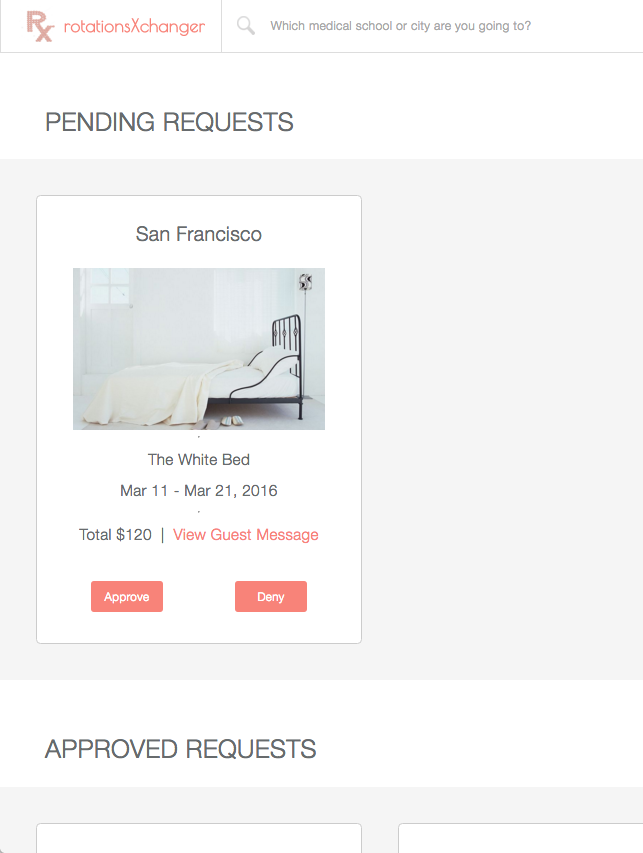 Rx rotationsXchanger
Which medical school or city are you going to?
PENDING REQUESTS
San Francisco
The White Bed
Mar 11 - Mar 21, 2016
Total $120 | View Guest Message
Approve Deny
APPROVED REQUESTS